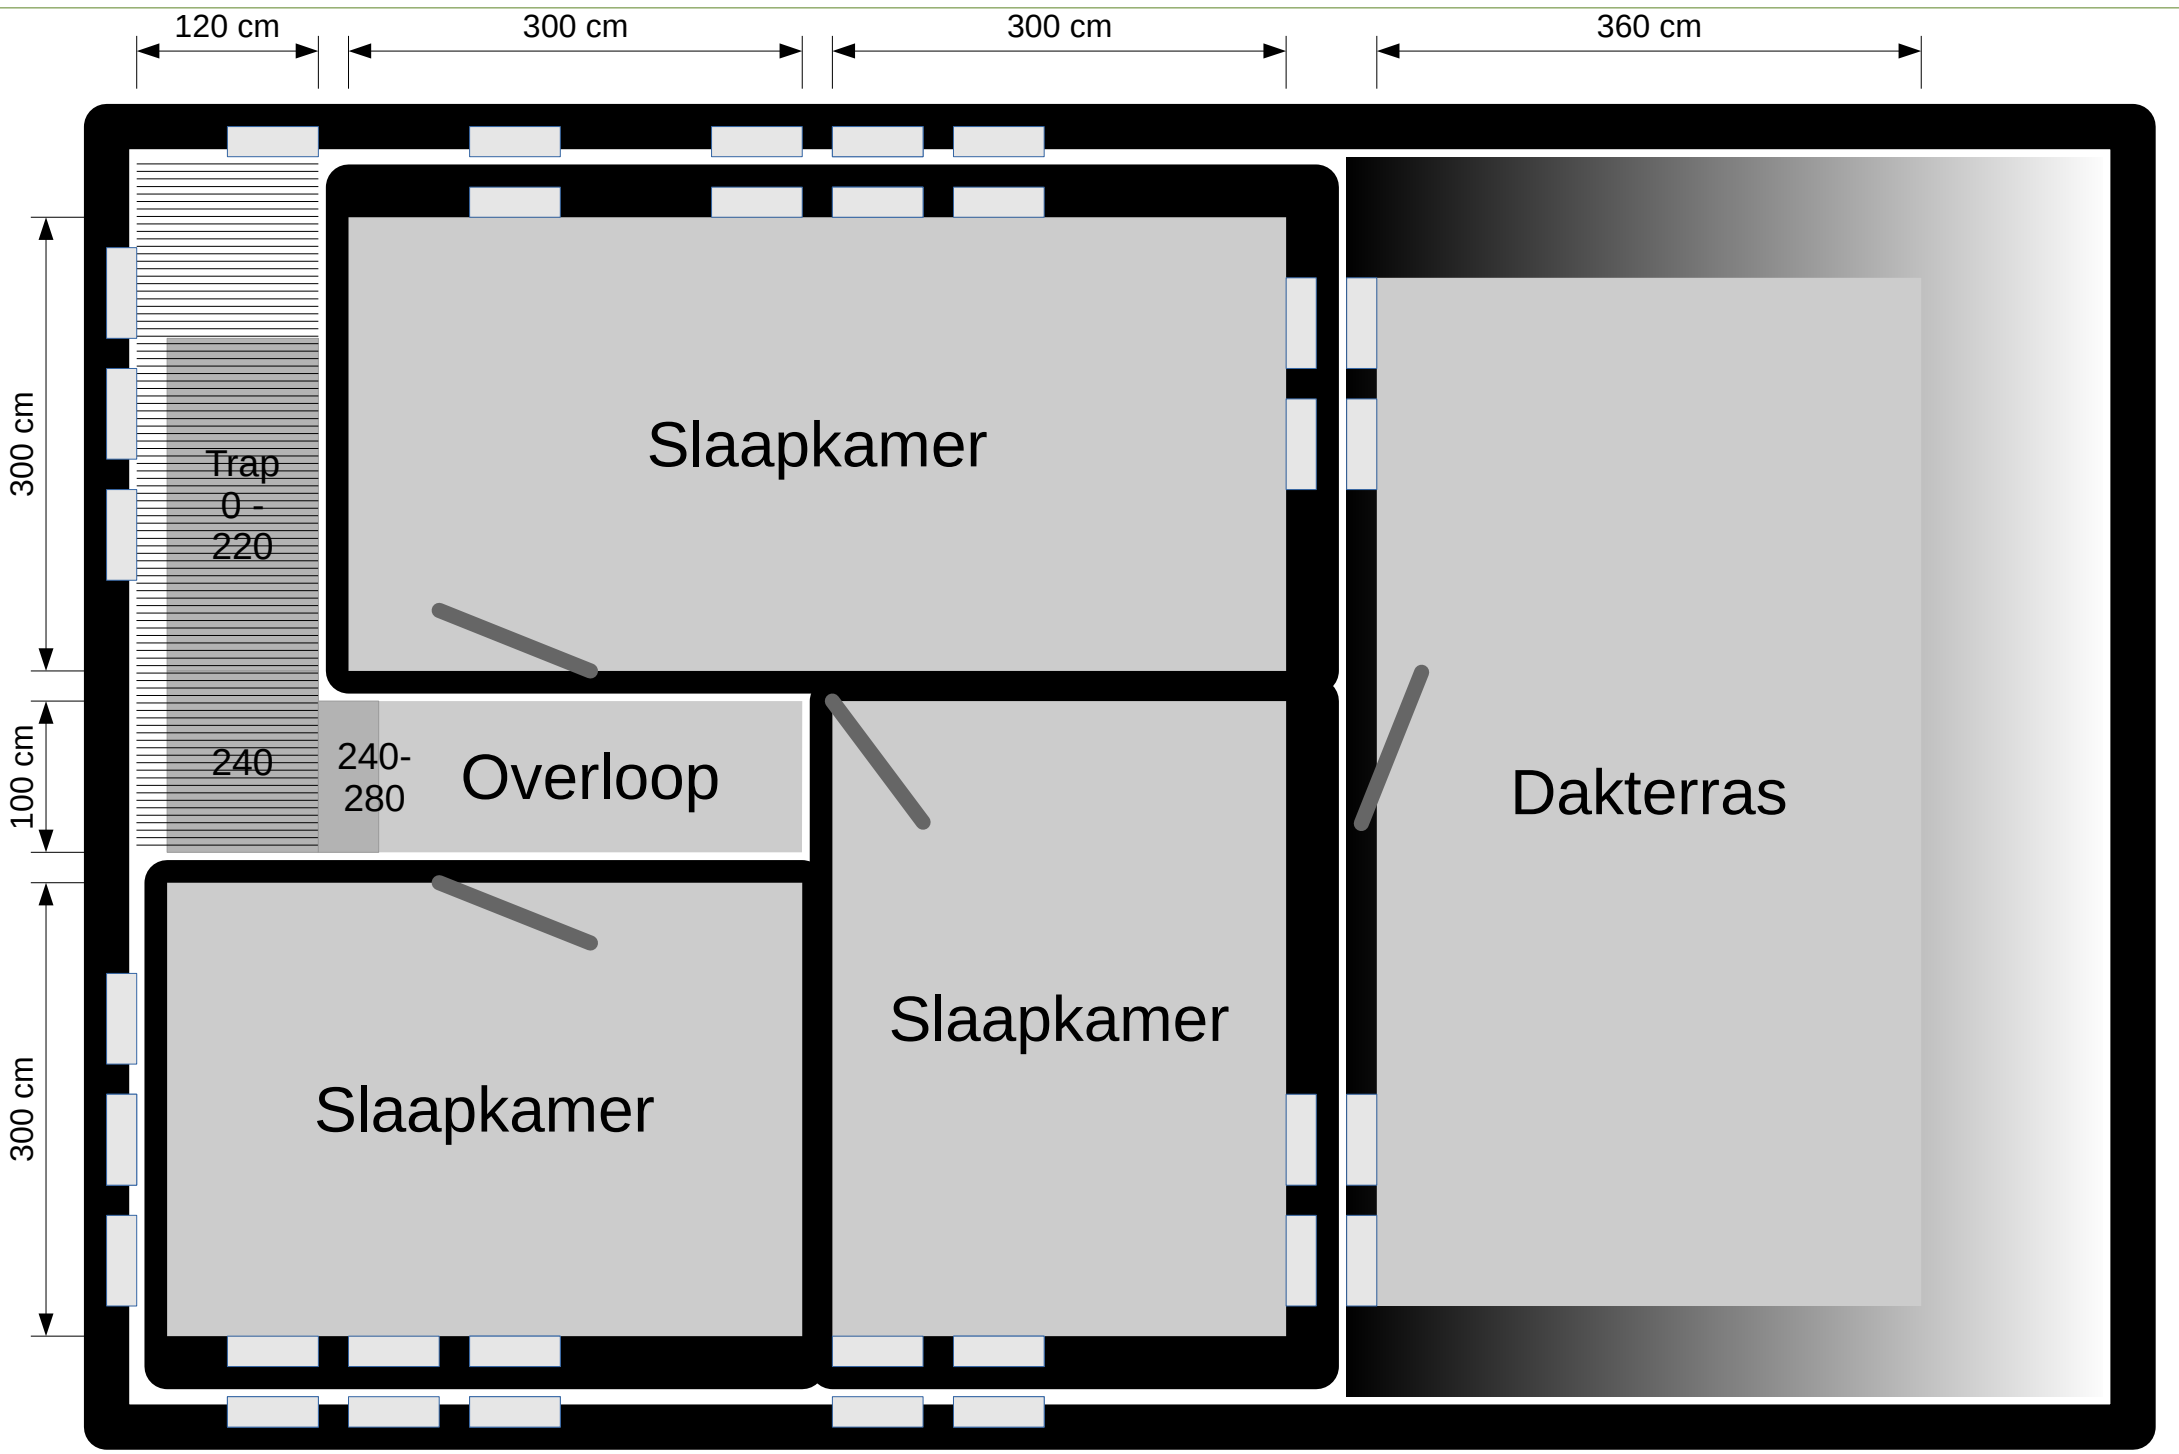 120 cm
300 cm
300 cm
360 cm
300 cm
Slaapkamer
Trap
0 -
220
100 cm
240
240-
280
Overloop
Dakterras
Slaapkamer
300 cm
Slaapkamer